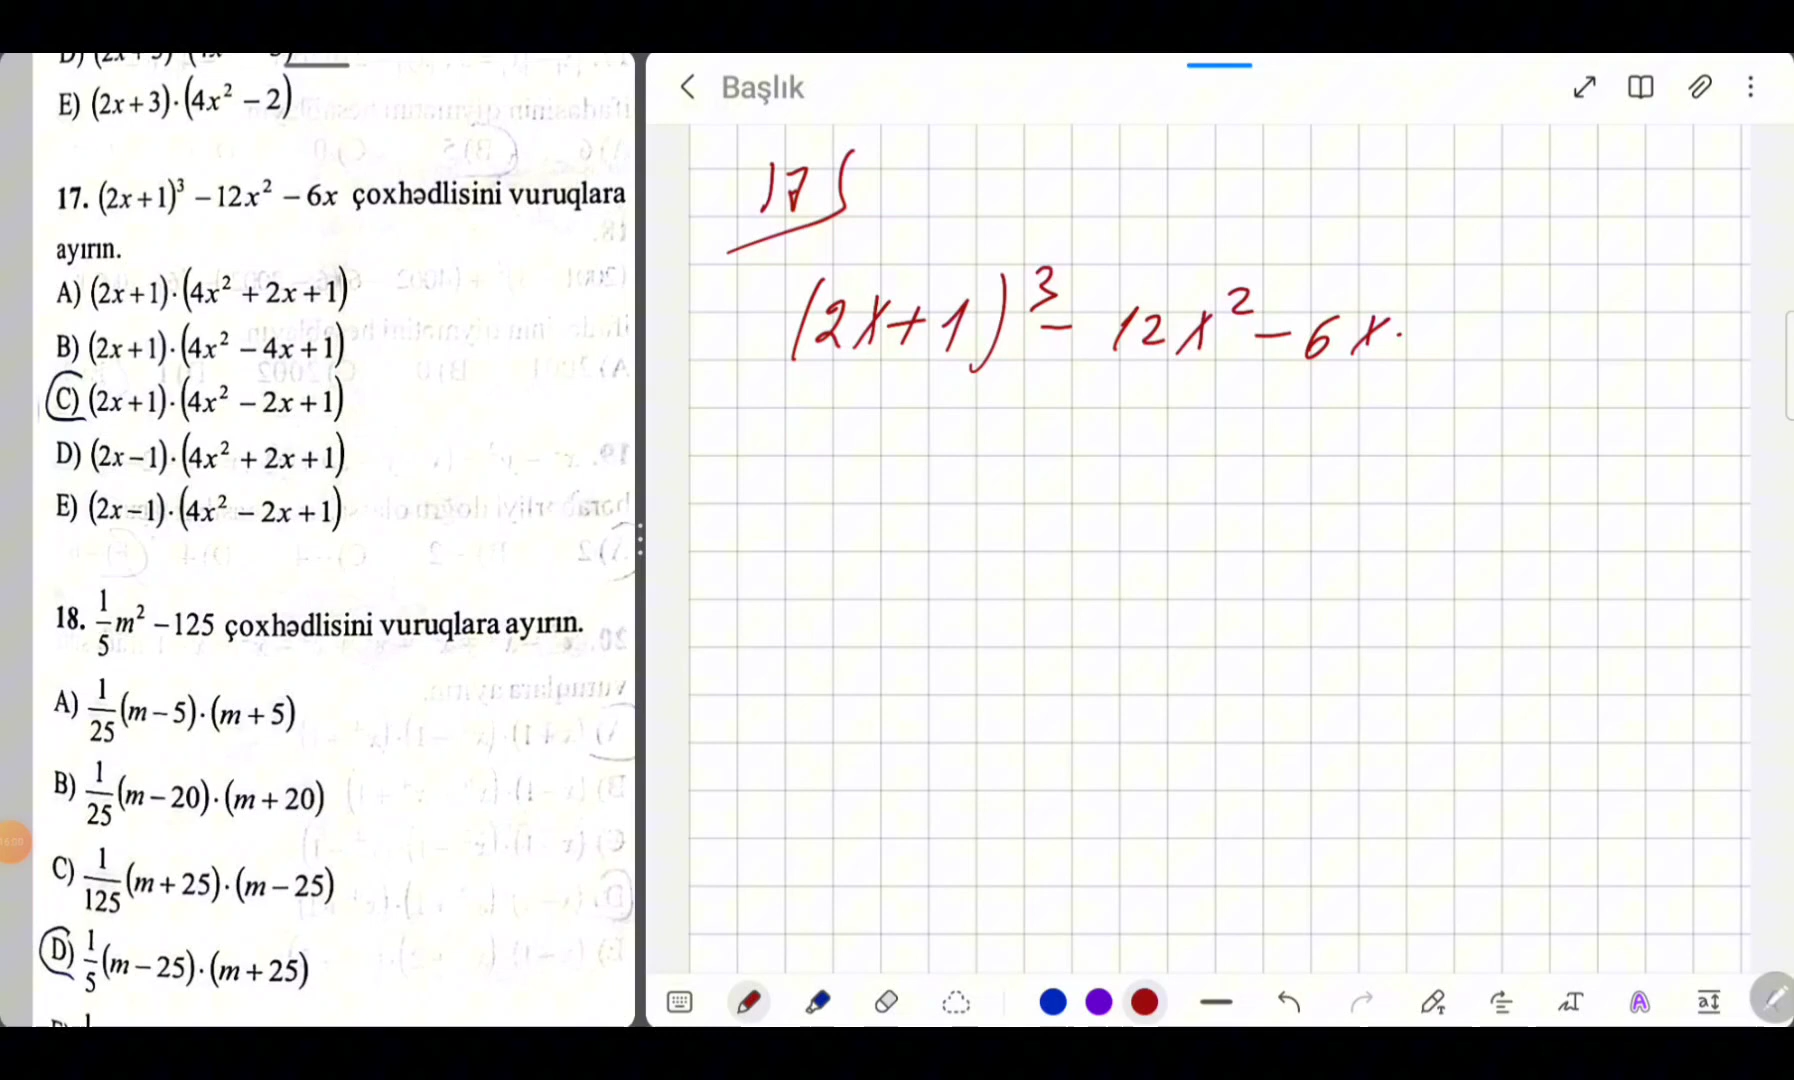 E) (2x+3)·(4x² − 2)
17. (2x+1)³ − 12x² − 6x çoxhədlisini vuruqlara
ayırın.
A) (2x+1)·(4x² + 2x + 1)
B) (2x+1)·(4x² − 4x + 1)
C) (2x+1)·(4x² − 2x + 1)
D) (2x−1)·(4x² + 2x + 1)
E) (2x−1)·(4x² − 2x + 1)
18. 1/5 m² − 125 çoxhədlisini vuruqlara ayırın.
A) 1/25 (m − 5)·(m + 5)
B) 1/25 (m − 20)·(m + 20)
C) 1/125 (m + 25)·(m − 25)
D) 1/5 (m − 25)·(m + 25)
Başlık
17
(2x+1)³ − 12x² − 6x.